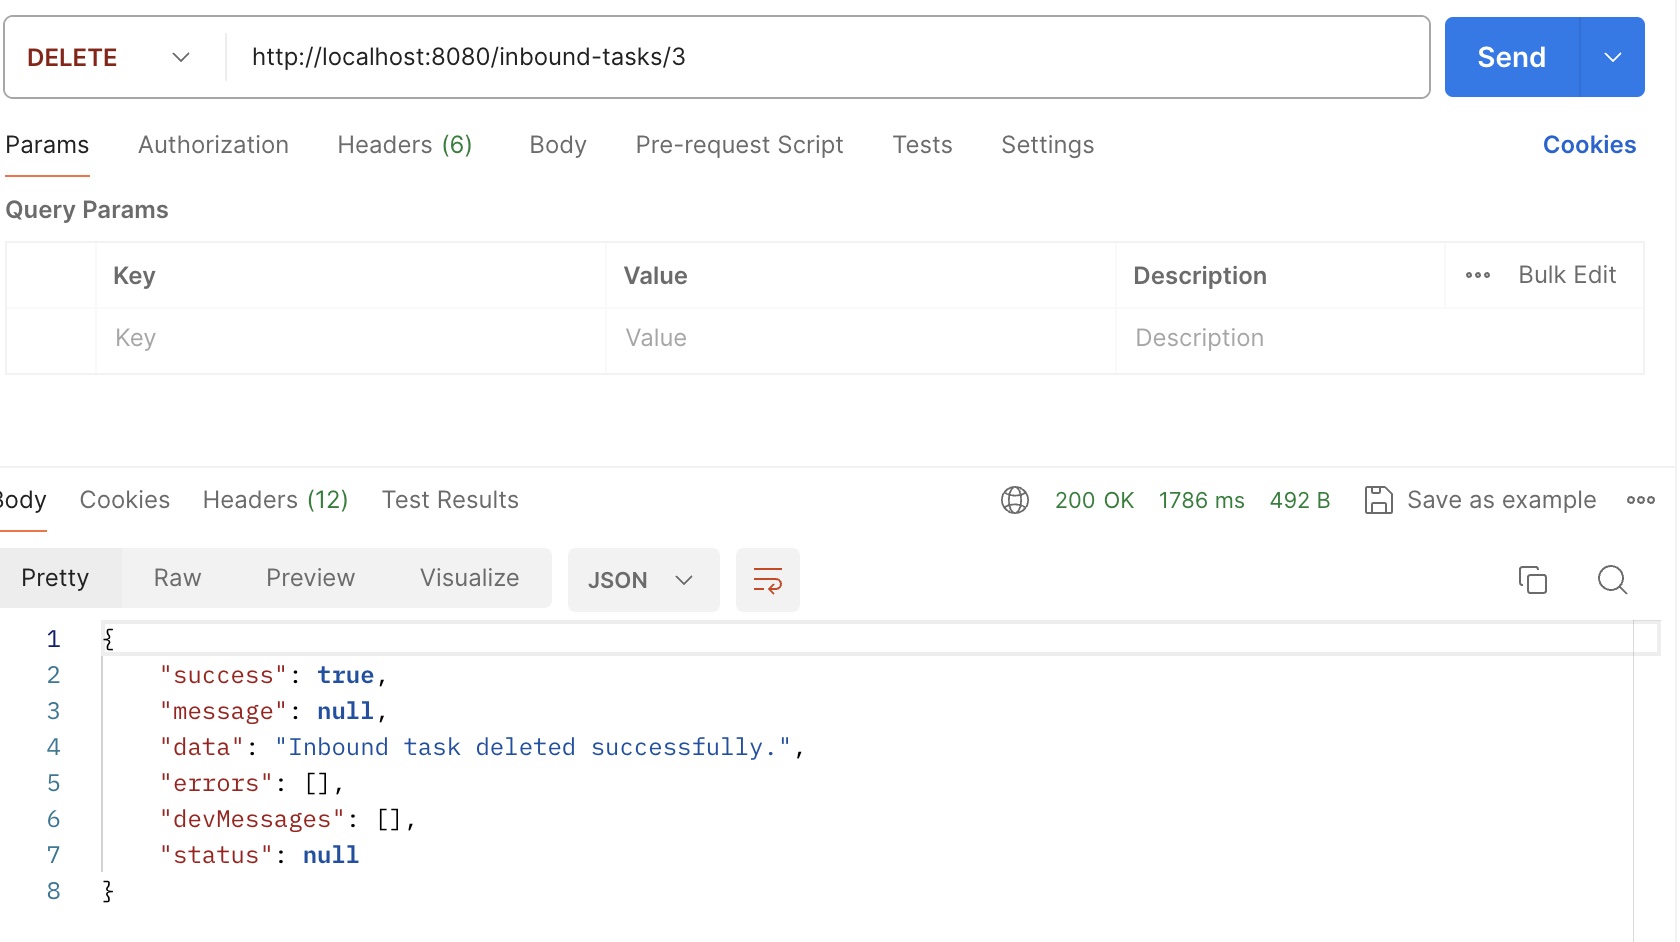 DELETE http://localhost:8080/inbound-tasks/3 Send
Params Authorization Headers (6) Body Pre-request Script Tests Settings Cookies
Query Params
Key Value Description Bulk Edit
Key Value Description
Body Cookies Headers (12) Test Results 200 OK 1786 ms 492 B Save as example
Pretty Raw Preview Visualize JSON
1 {
2 "success": true,
3 "message": null,
4 "data": "Inbound task deleted successfully.",
5 "errors": [],
6 "devMessages": [],
7 "status": null
8 }